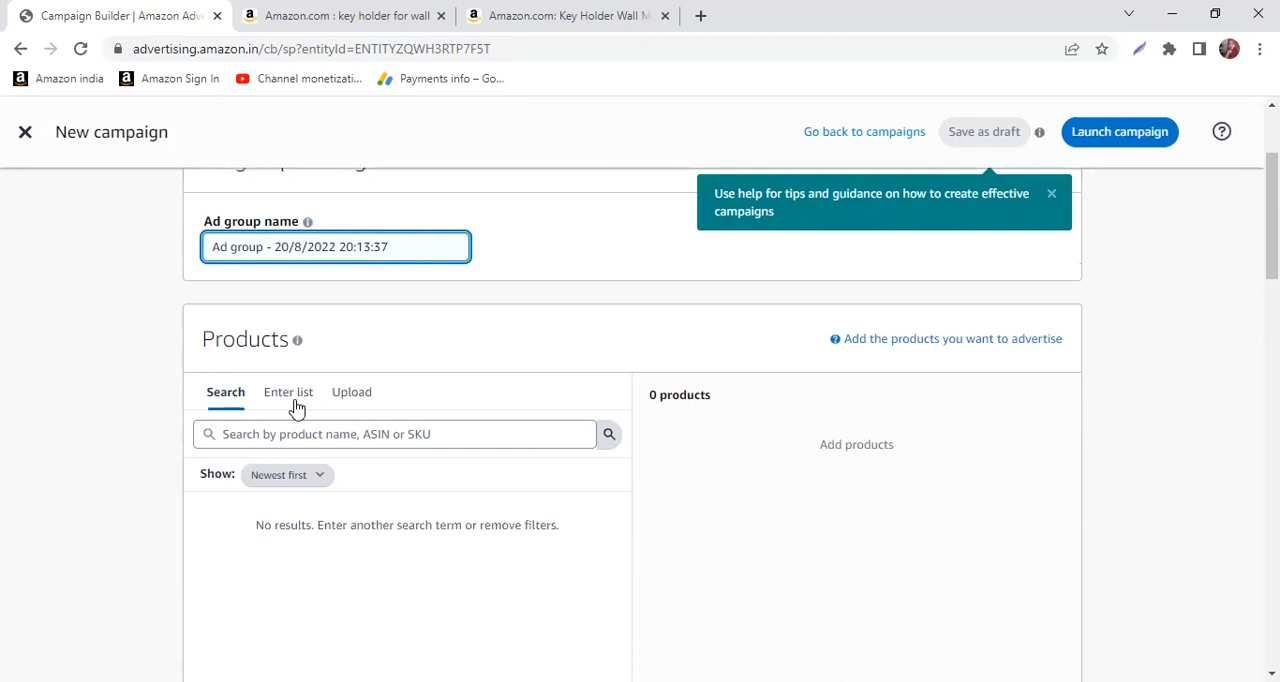 Campaign Builder | Amazon Adv
Amazon.com : key holder for wall
Amazon.com: Key Holder Wall M
advertising.amazon.in/cb/sp?entityId=ENTITYZQWH3RTP7F5T
Amazon india
Amazon Sign In
Channel monetizati...
Payments info – Go...
New campaign
Go back to campaigns
Save as draft
Launch campaign
Use help for tips and guidance on how to create effective
campaigns
Ad group name
Ad group - 20/8/2022 20:13:37
Products
Add the products you want to advertise
Search
Enter list
Upload
0 products
Search by product name, ASIN or SKU
Add products
Show:
Newest first
No results. Enter another search term or remove filters.